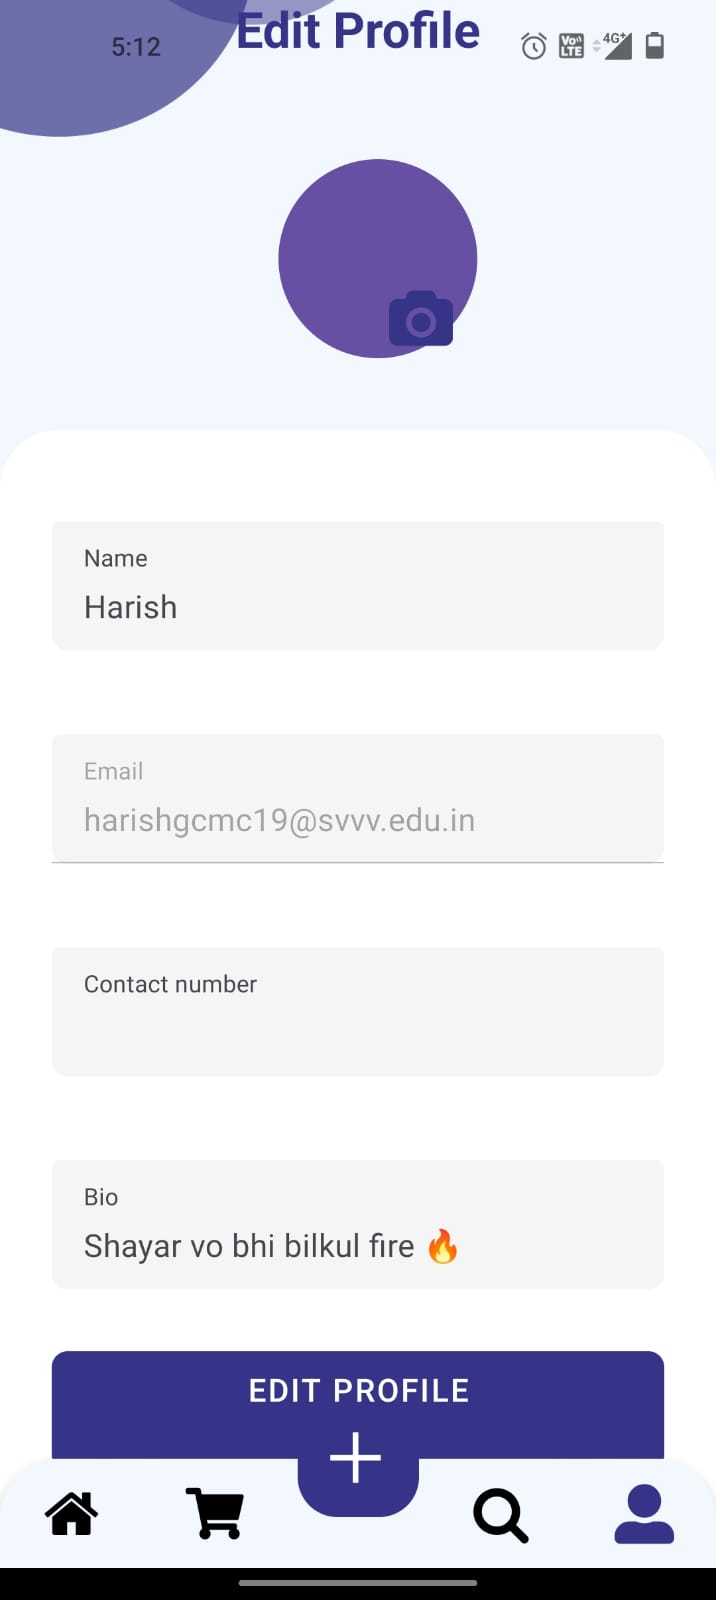 Edit Profile
5:12
Vo))
LTE
4G+
Name
Harish
Email
harishgcmc19@svvv.edu.in
Contact number
Bio
Shayar vo bhi bilkul fire 🔥
EDIT PROFILE